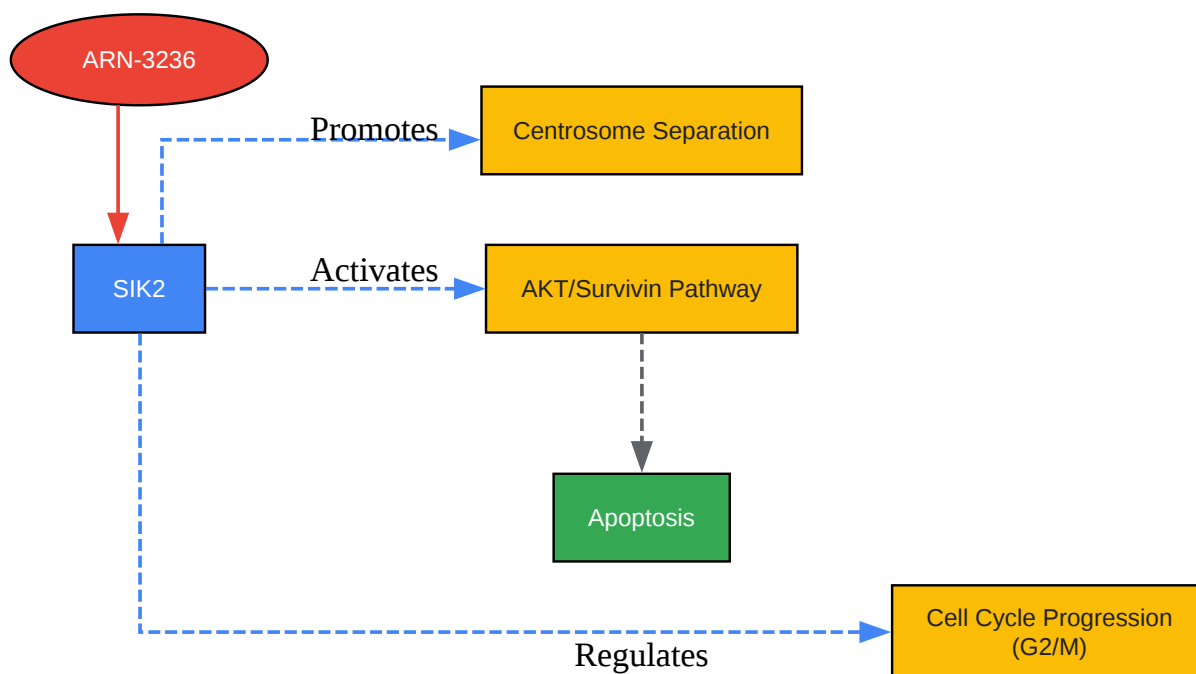 ARN-3236
Promotes
Centrosome Separation
SIK2
Activates
AKT/Survivin Pathway
Apoptosis
Regulates
Cell Cycle Progression
(G2/M)